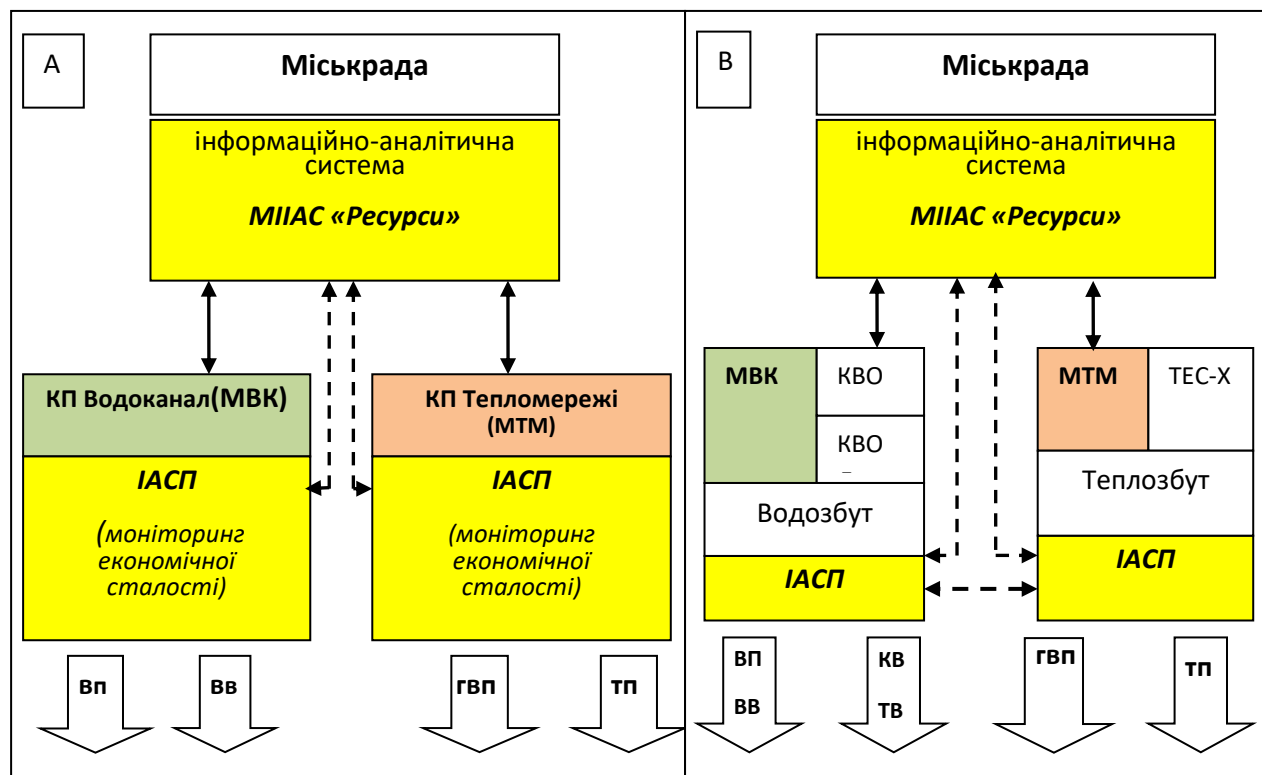 А
Міськрада
інформаційно-аналітична
система
МІІАС «Ресурси»
КП Водоканал(МВК)
ІАСП
(моніторинг
економічної
сталості)
КП Тепломережі
(МТМ)
ІАСП
(моніторинг
економічної
сталості)
Вп
Вв
ГВП
ТП
В
Міськрада
інформаційно-аналітична
система
МІІАС «Ресурси»
МВК
КВО
КВО
Водозбут
ІАСП
МТМ
ТЕС-Х
Теплозбут
ІАСП
ВП
ВВ
КВ
ТВ
ГВП
ТП